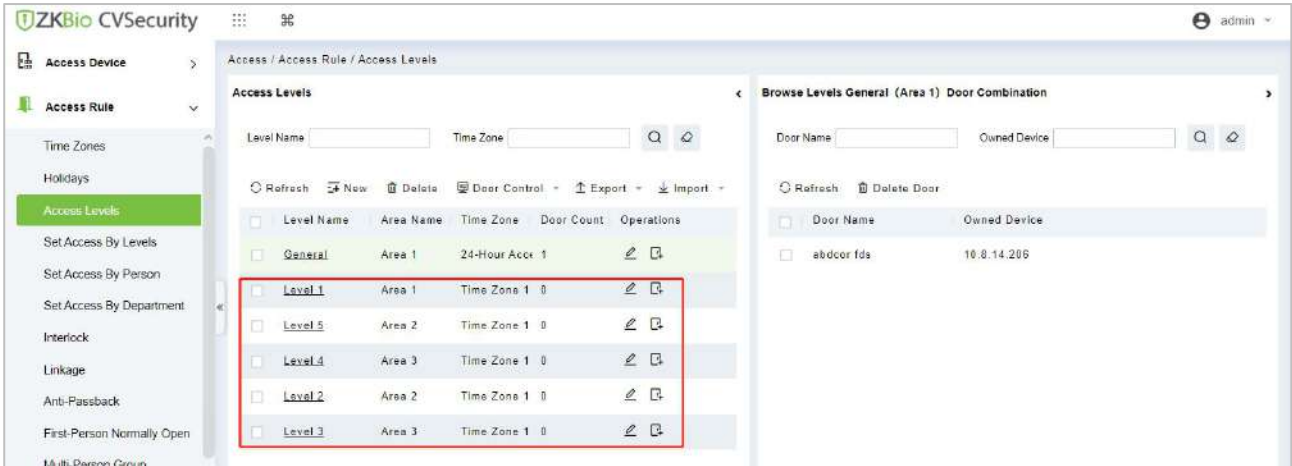 ZKBio CVSecurity
admin
Access Device
Access Rule
Time Zones
Holidays
Access Levels
Set Access By Levels
Set Access By Person
Set Access By Department
Interlock
Linkage
Anti-Passback
First-Person Normally Open
Multi-Person Group
Access / Access Rule / Access Levels
Access Levels
Level Name Time Zone
Refresh New Delete Door Control Export Import
Level Name Area Name Time Zone Door Count Operations
General Area 1 24-Hour Acce 1
Level 1 Area 1 Time Zone 1 0
Level 5 Area 2 Time Zone 1 0
Level 4 Area 3 Time Zone 1 0
Level 2 Area 2 Time Zone 1 0
Level 3 Area 3 Time Zone 1 0
Browse Levels General (Area 1) Door Combination
Door Name Owned Device
Refresh Delete Door
Door Name Owned Device
abdcor fds 10.8.14.206